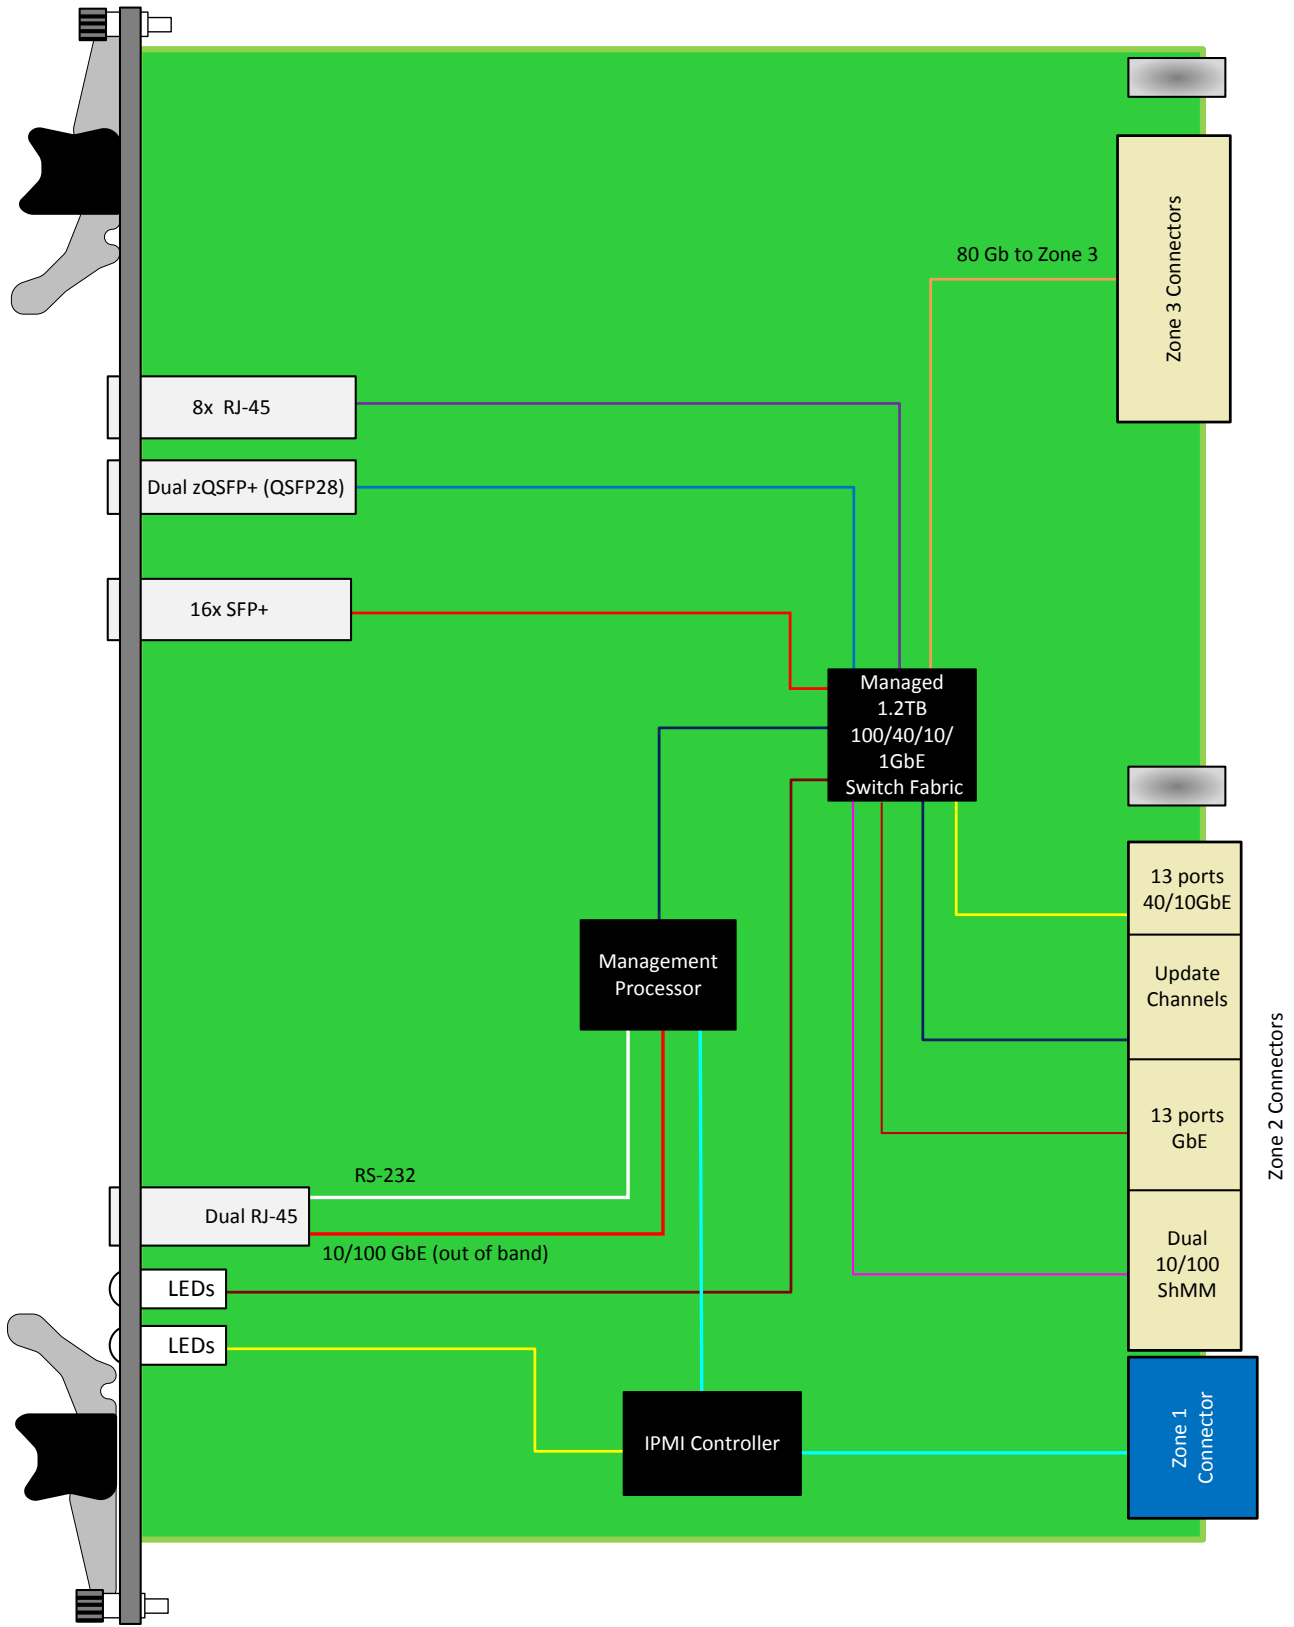 80 Gb to Zone 3
Zone 3 Connectors
8x RJ-45
Dual zQSFP+ (QSFP28)
16x SFP+
Managed
1.2TB
100/40/10/
1GbE
Switch Fabric
13 ports
40/10GbE
Update
Channels
13 ports
GbE
Dual
10/100
ShMM
Zone 2 Connectors
Management
Processor
RS-232
Dual RJ-45
10/100 GbE (out of band)
LEDs
LEDs
IPMI Controller
Zone 1
Connector